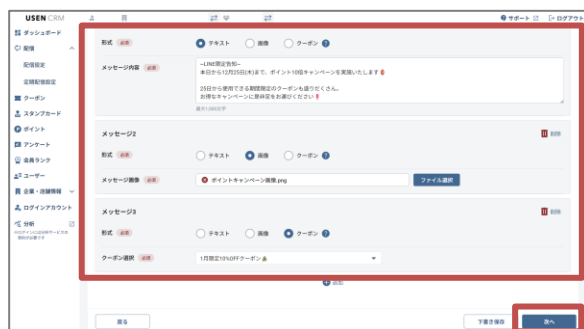 USEN CRM
サポート
ログアウト
ダッシュボード
配信
配信設定
定期配信設定
クーポン
スタンプカード
ポイント
アンケート
会員ランク
ユーザー
企業・店舗情報
ログインアカウント
分析
形式 必須 テキスト 画像 クーポン
メッセージ内容 必須
~LINE限定告知~
本日から12月25日(木)まで、ポイント10倍キャンペーンを実施いたします
25日から使用できる期間限定のクーポンも盛りだくさん。
お得なキャンペーンに是非足をお運びください
メッセージ2 削除
形式 必須 テキスト 画像 クーポン
メッセージ画像 必須 ポイントキャンペーン画像.png ファイル選択
メッセージ3 削除
形式 必須 テキスト 画像 クーポン
クーポン選択 必須 1月限定10%OFFクーポン
追加
戻る 下書き保存 次へ